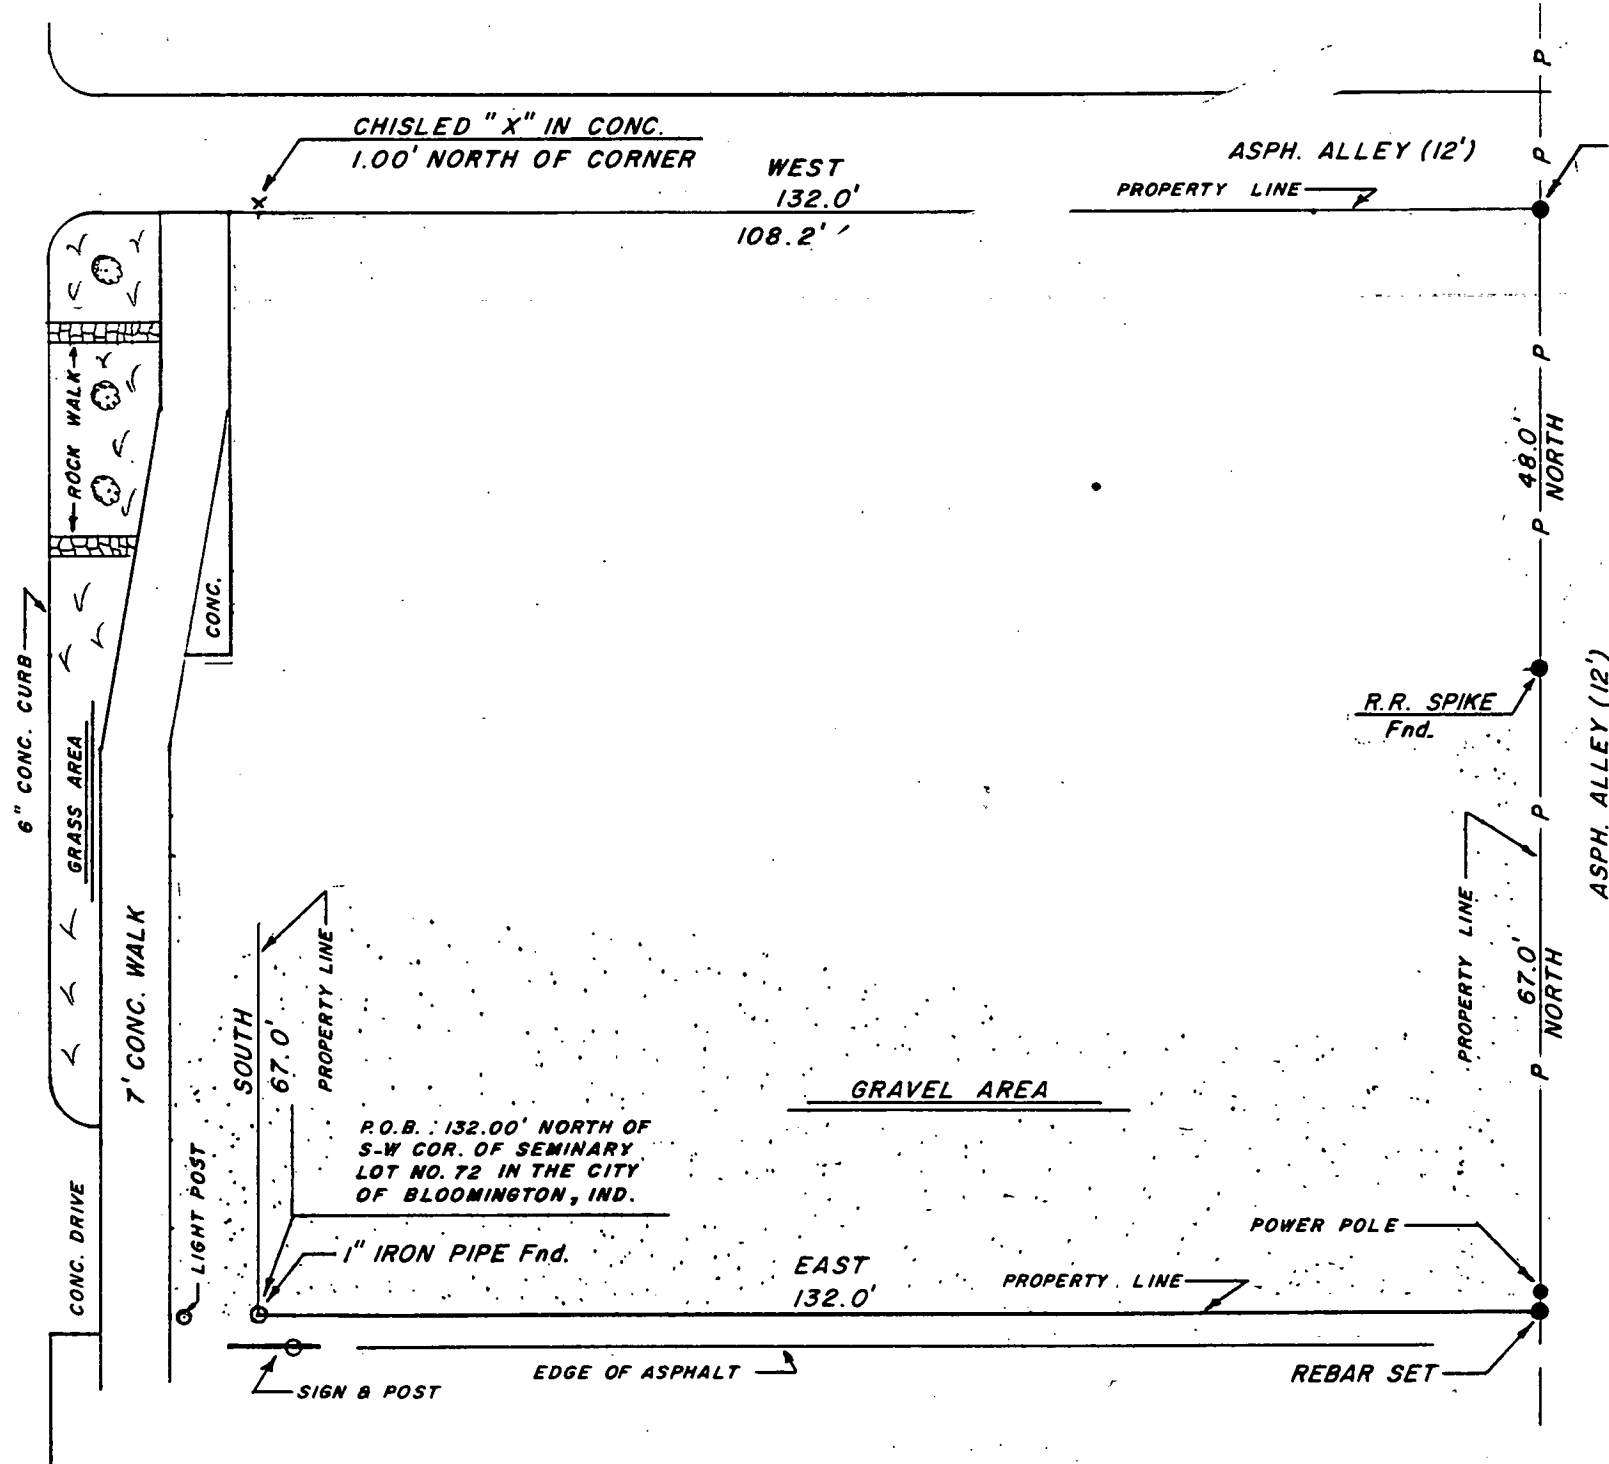 CHISLED "X" IN CONC.
1.00' NORTH OF CORNER
WEST
132.0'
108.2'
ASPH. ALLEY (12')
PROPERTY LINE
P
P
P
48.0'
NORTH
P
ROCK WALK
CONC.
6" CONC. CURB
GRASS AREA
R.R. SPIKE
Fnd.
ASPH. ALLEY (12')
P
PROPERTY LINE
67.0'
NORTH
P
7' CONC. WALK
SOUTH
67.0'
PROPERTY LINE
GRAVEL AREA
P.O.B. : 132.00' NORTH OF
S-W COR. OF SEMINARY
LOT NO. 72 IN THE CITY
OF BLOOMINGTON, IND.
CONC. DRIVE
LIGHT POST
1" IRON PIPE Fnd.
EAST
132.0'
PROPERTY LINE
POWER POLE
EDGE OF ASPHALT
SIGN & POST
REBAR SET